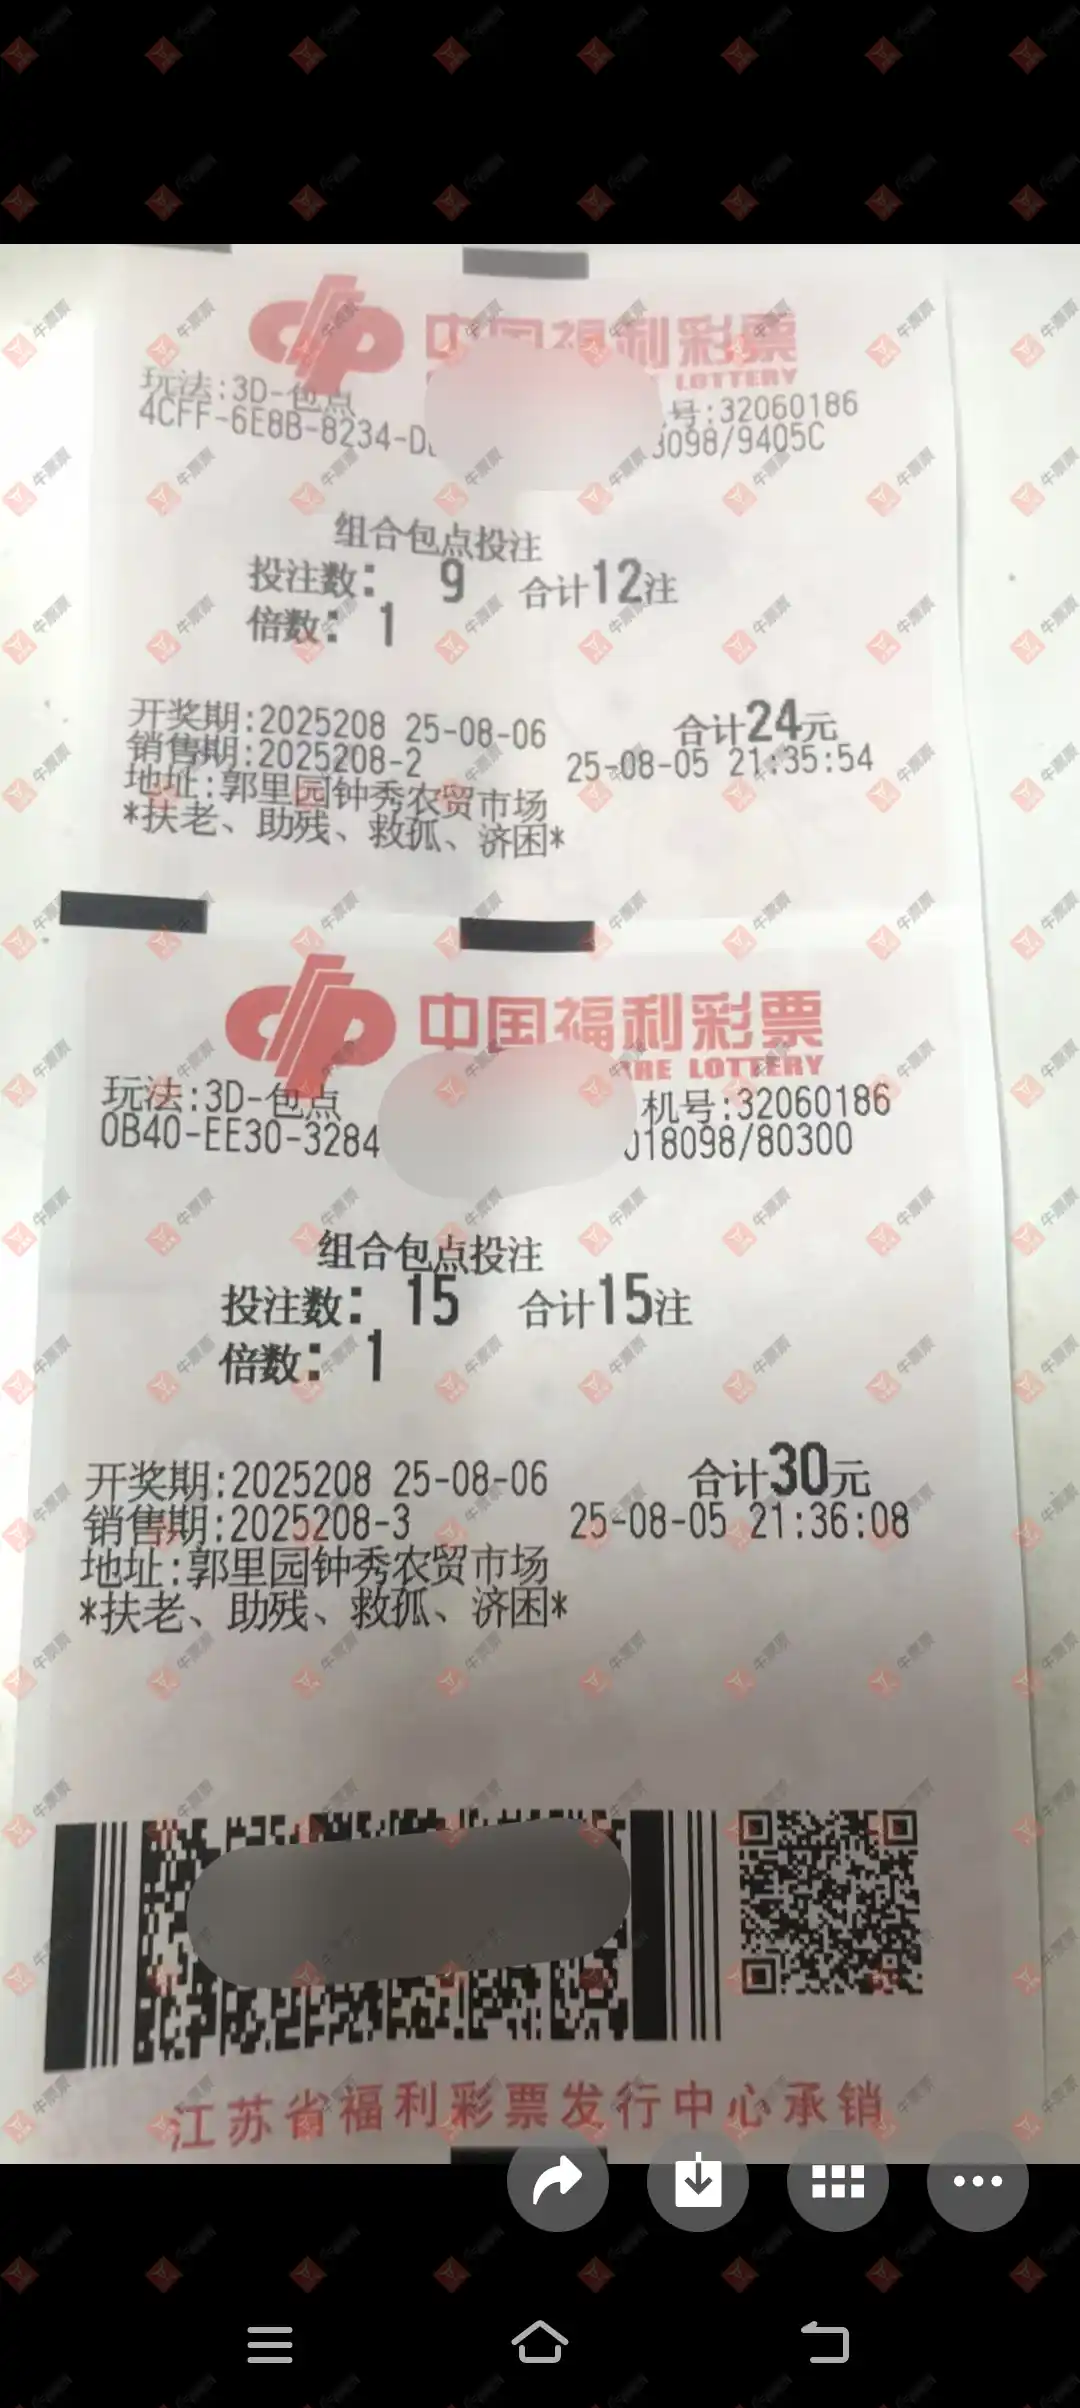 中国福利彩票
LOTTERY
玩法:3D-包点
号:32060186
4CFF-6E8B-8234-D
098/9405C
组合包点投注
投注数: 9 合计12注
倍数: 1
开奖期:2025208 25-08-06 合计24元
销售期:2025208-2 25-08-05 21:35:54
地址:郭里园钟秀农贸市场
*扶老、助残、救孤、济困*
中国福利彩票
ARE LOTTERY
玩法:3D-包点 机号:32060186
0B40-EE30-3284 018098/80300
组合包点投注
投注数: 15 合计15注
倍数: 1
开奖期:2025208 25-08-06 合计30元
销售期:2025208-3 25-08-05 21:36:08
地址:郭里园钟秀农贸市场
*扶老、助残、救孤、济困*
江苏省福利彩票发行中心承销
牛票票